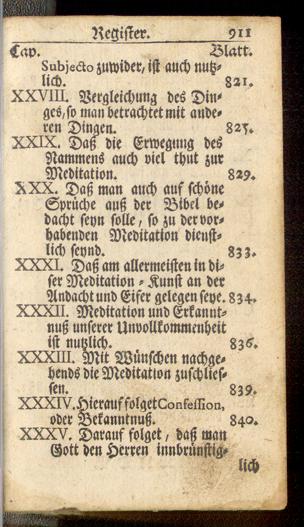 Register. 911
Cap. Blatt.
Subjecto zuwider, ist auch nutz-
lich. 821.
XXVIII. Vergleichung des Din-
ges, so man betrachtet mit ande-
ren Dingen. 825.
XXIX. Daß die Erwegung des
Nammens auch viel thut zur
Meditation. 829.
XXX. Daß man auch auf schöne
Sprüche auß der Bibel be-
dacht seyn solle, so zu der vor-
habenden Meditation dienst-
lich seynd. 833.
XXXI. Daß am allermeisten in di-
ser Meditation-Kunst an der
Andacht und Eifer gelegen seye. 834.
XXXII. Meditation und Erkannt-
nuß unserer Unvollkommenheit
ist nutzlich. 836.
XXXIII. Mit Wünschen nachge-
hends die Meditation zuschlies-
sen. 839.
XXXIV. Hierauf folget Confession,
oder Bekanntnuß. 840.
XXXV. Darauf folget, daß man
Gott den Herren innbrünstig-
lich